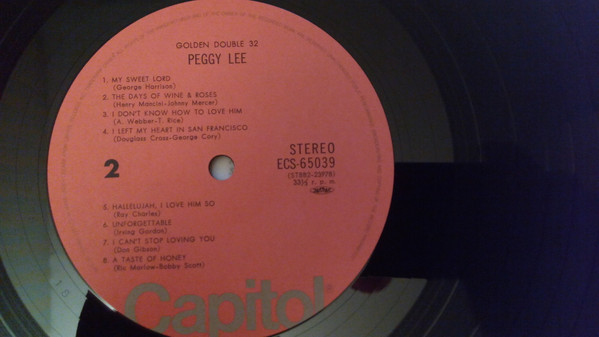 GOLDEN DOUBLE 32
PEGGY LEE
1. MY SWEET LORD
(George Harrison)
2. THE DAYS OF WINE & ROSES
(Henry Mancini-Johnny Mercer)
3. I DON'T KNOW HOW TO LOVE HIM
(A. Webber-T. Rice)
4. I LEFT MY HEART IN SAN FRANCISCO
(Douglass Cross-George Cory)
2
STEREO
ECS-65039
33⅓ r. p. m.
5. HALLELUJAH, I LOVE HIM SO
(Ray Charles)
6. UNFORGETTABLE
(Irving Gordon)
7. I CAN'T STOP LOVING YOU
(Don Gibson)
8. A TASTE OF HONEY
(Ric Marlow-Bobby Scott)
Capitol